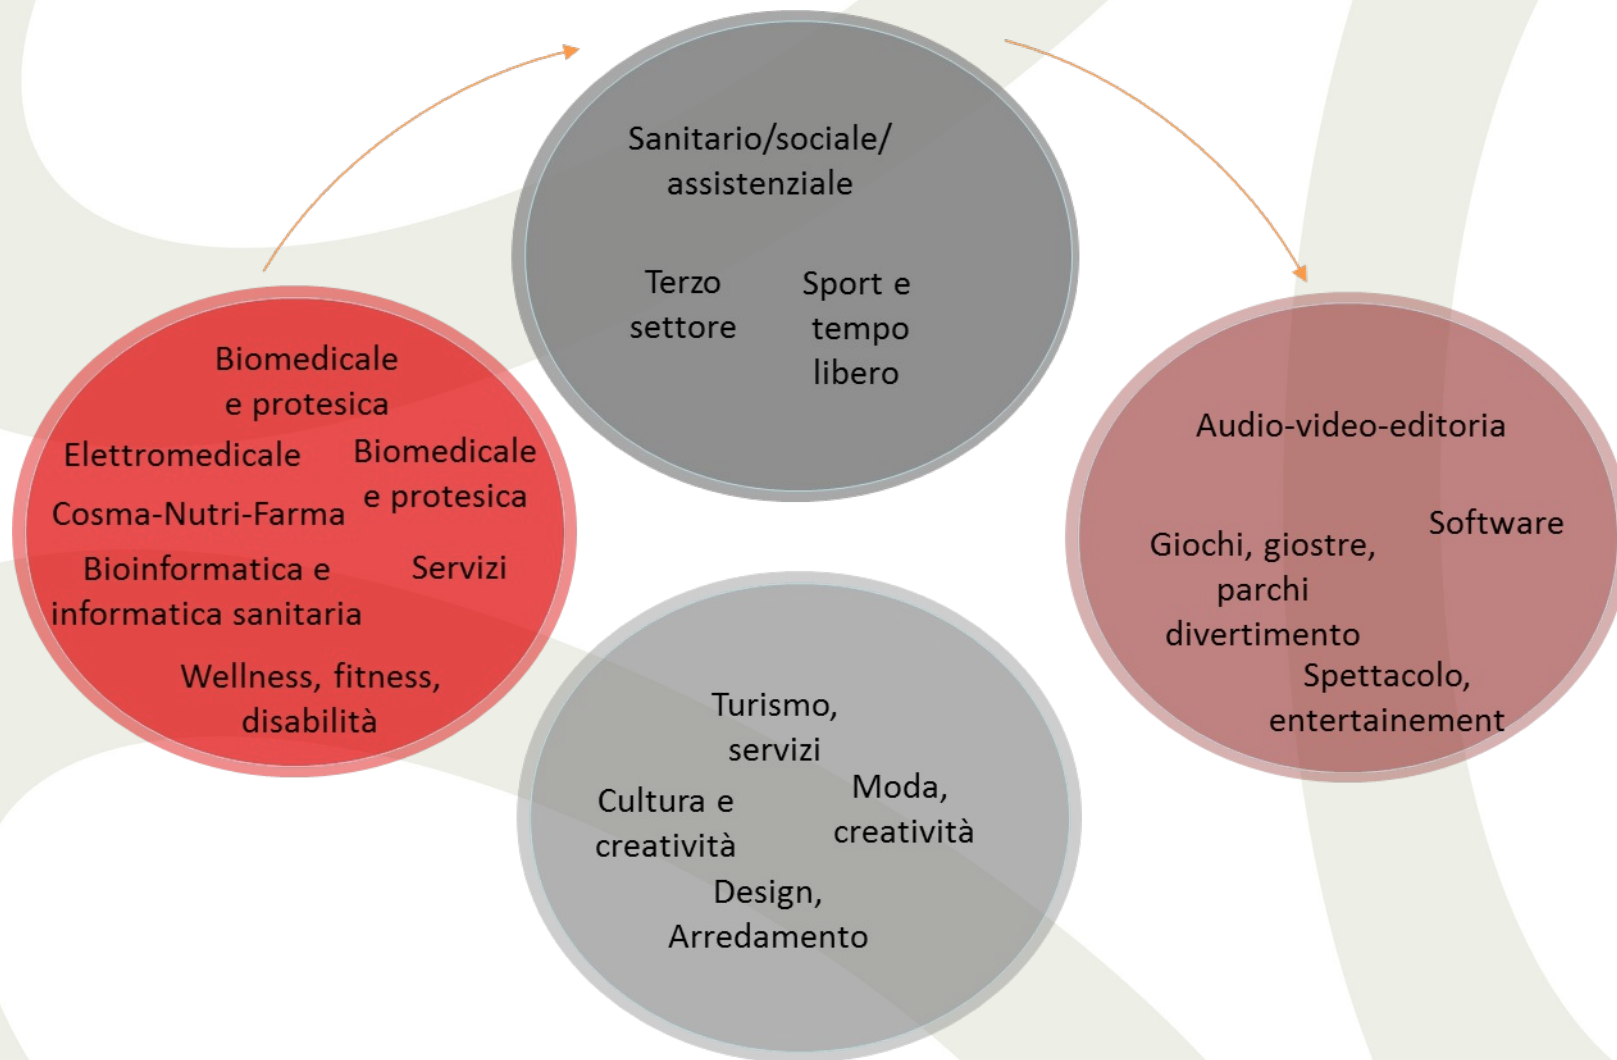 Sanitario/sociale/
assistenziale
Terzo
settore
Sport e
tempo
libero
Biomedicale
e protesica
Elettromedicale
Biomedicale
e protesica
Cosma-Nutri-Farma
Bioinformatica e
informatica sanitaria
Servizi
Wellness, fitness,
disabilità
Audio-video-editoria
Software
Giochi, giostre,
parchi
divertimento
Spettacolo,
entertainement
Turismo,
servizi
Cultura e
creatività
Moda,
creatività
Design,
Arredamento